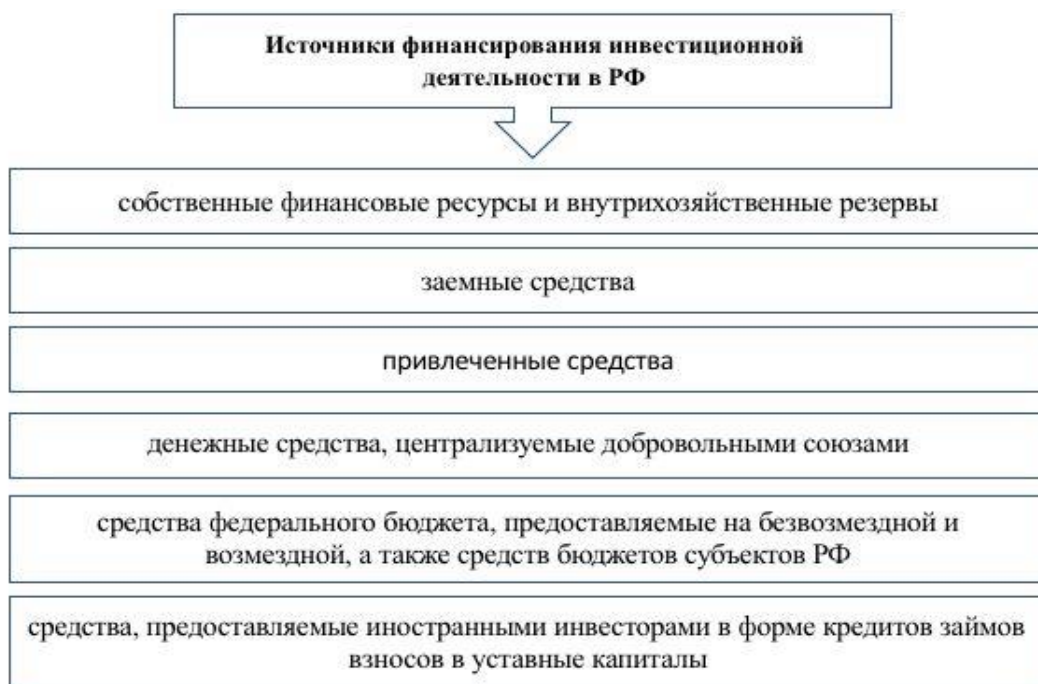 Источники финансирования инвестиционной
деятельности в РФ
собственные финансовые ресурсы и внутрихозяйственные резервы
заемные средства
привлеченные средства
денежные средства, централизуемые добровольными союзами
средства федерального бюджета, предоставляемые на безвозмездной и
возмездной, а также средств бюджетов субъектов РФ
средства, предоставляемые иностранными инвесторами в форме кредитов займов
взносов в уставные капиталы